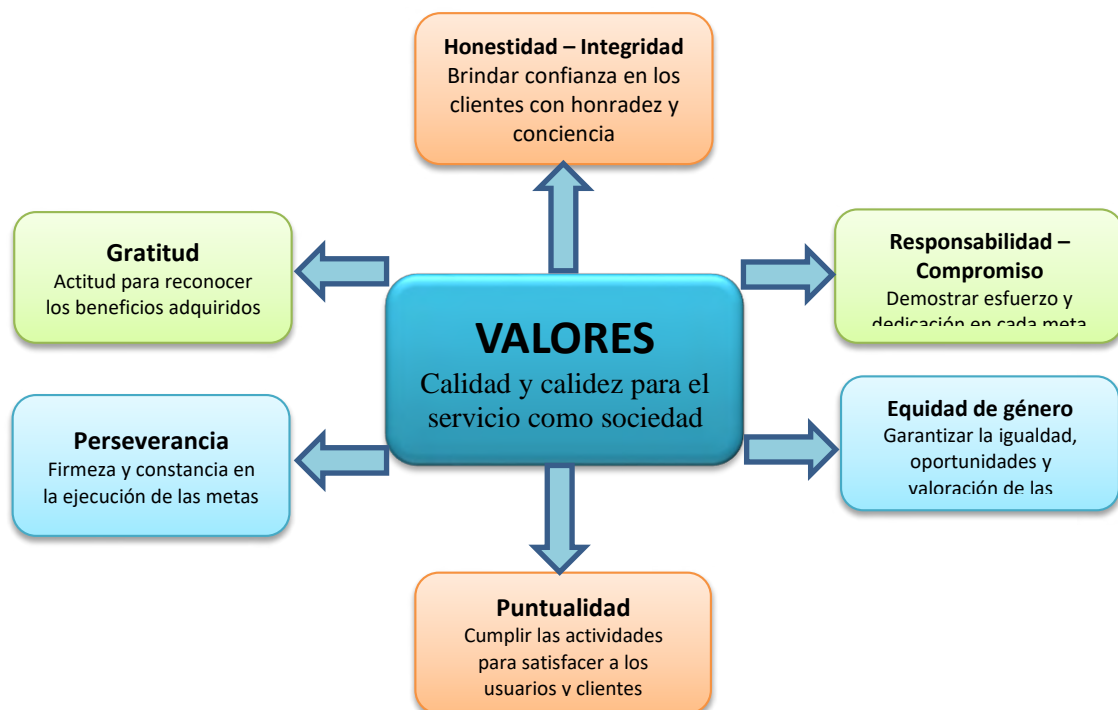 Honestidad – Integridad
Brindar confianza en los
clientes con honradez y
conciencia
Gratitud
Actitud para reconocer
los beneficios adquiridos
Responsabilidad –
Compromiso
Demostrar esfuerzo y
dedicación en cada meta
VALORES
Calidad y calidez para el
servicio como sociedad
Perseverancia
Firmeza y constancia en
la ejecución de las metas
Equidad de género
Garantizar la igualdad,
oportunidades y
valoración de las
Puntualidad
Cumplir las actividades
para satisfacer a los
usuarios y clientes